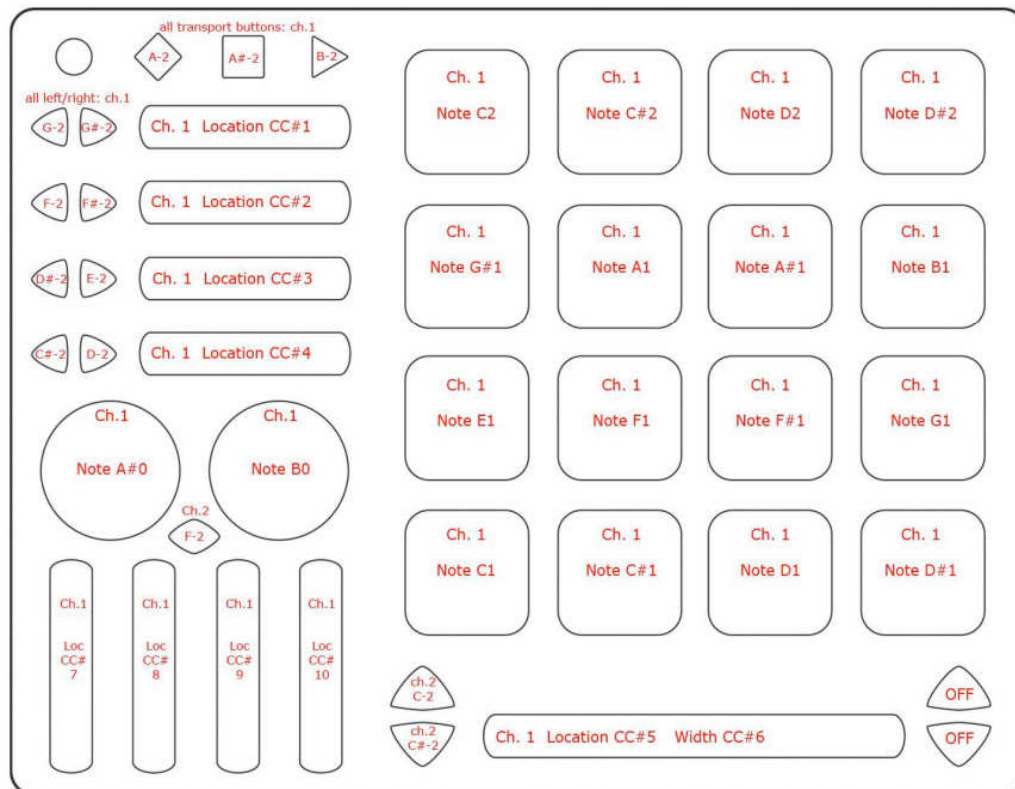 all transport buttons: ch.1
A-2
A#-2
B-2
all left/right: ch.1
G-2
G#-2
Ch. 1 Location CC#1
F-2
F#-2
Ch. 1 Location CC#2
D#-2
E-2
Ch. 1 Location CC#3
C#-2
D-2
Ch. 1 Location CC#4
Ch.1
Note A#0
Ch.1
Note B0
Ch.2
F-2
Ch.1
Loc
CC#
7
Ch.1
Loc
CC#
8
Ch.1
Loc
CC#
9
Ch.1
Loc
CC#
10
Ch. 1
Note C2
Ch. 1
Note C#2
Ch. 1
Note D2
Ch. 1
Note D#2
Ch. 1
Note G#1
Ch. 1
Note A1
Ch. 1
Note A#1
Ch. 1
Note B1
Ch. 1
Note E1
Ch. 1
Note F1
Ch. 1
Note F#1
Ch. 1
Note G1
Ch. 1
Note C1
Ch. 1
Note C#1
Ch. 1
Note D1
Ch. 1
Note D#1
ch.2
C-2
ch.2
C#-2
Ch. 1 Location CC#5 Width CC#6
OFF
OFF